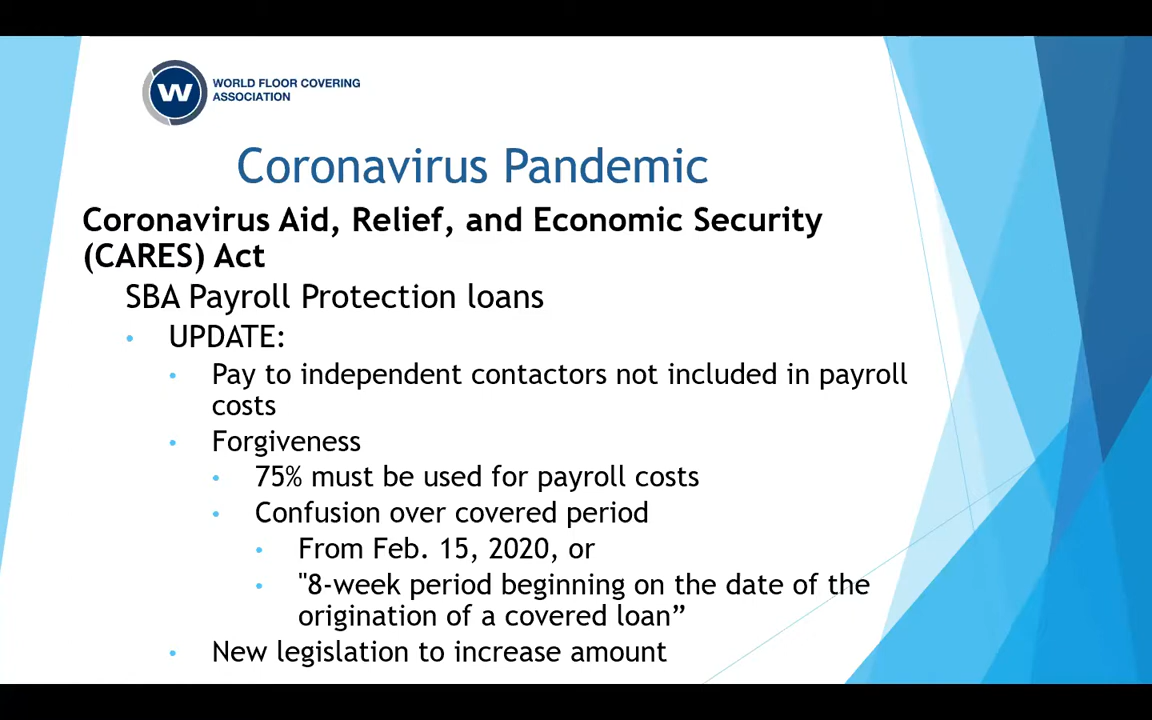 W
WORLD FLOOR COVERING
ASSOCIATION
Coronavirus Pandemic
Coronavirus Aid, Relief, and Economic Security
(CARES) Act
SBA Payroll Protection loans
• UPDATE:
• Pay to independent contactors not included in payroll
costs
• Forgiveness
• 75% must be used for payroll costs
• Confusion over covered period
• From Feb. 15, 2020, or
• "8-week period beginning on the date of the
origination of a covered loan”
• New legislation to increase amount